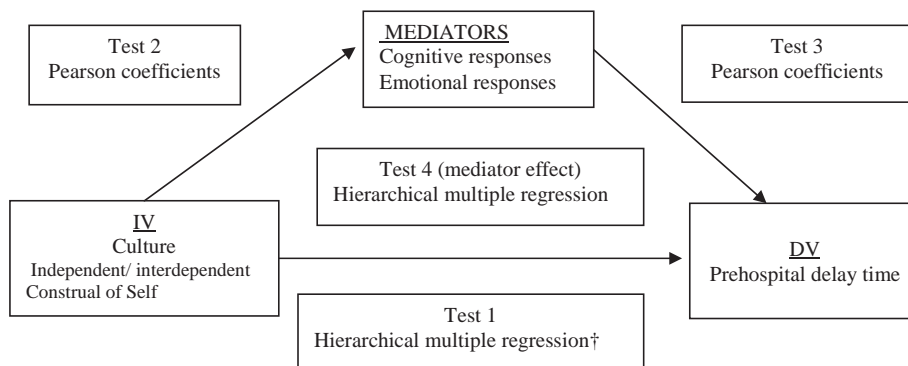 Test 2
Pearson coefficients
MEDIATORS
Cognitive responses
Emotional responses
Test 3
Pearson coefficients
Test 4 (mediator effect)
Hierarchical multiple regression
IV
Culture
Independent/ interdependent
Construal of Self
DV
Prehospital delay time
Test 1
Hierarchical multiple regression†